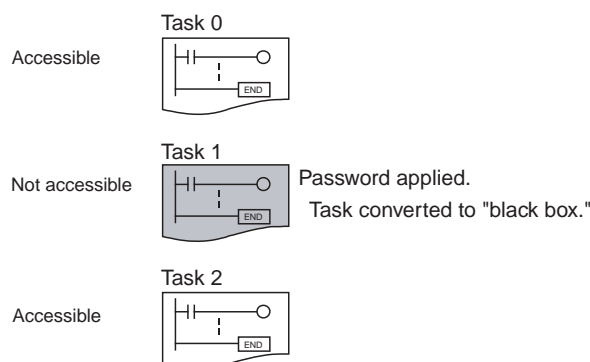 Task 0
Accessible
END
Task 1
Not accessible
Password applied.
Task converted to "black box."
END
Task 2
Accessible
END